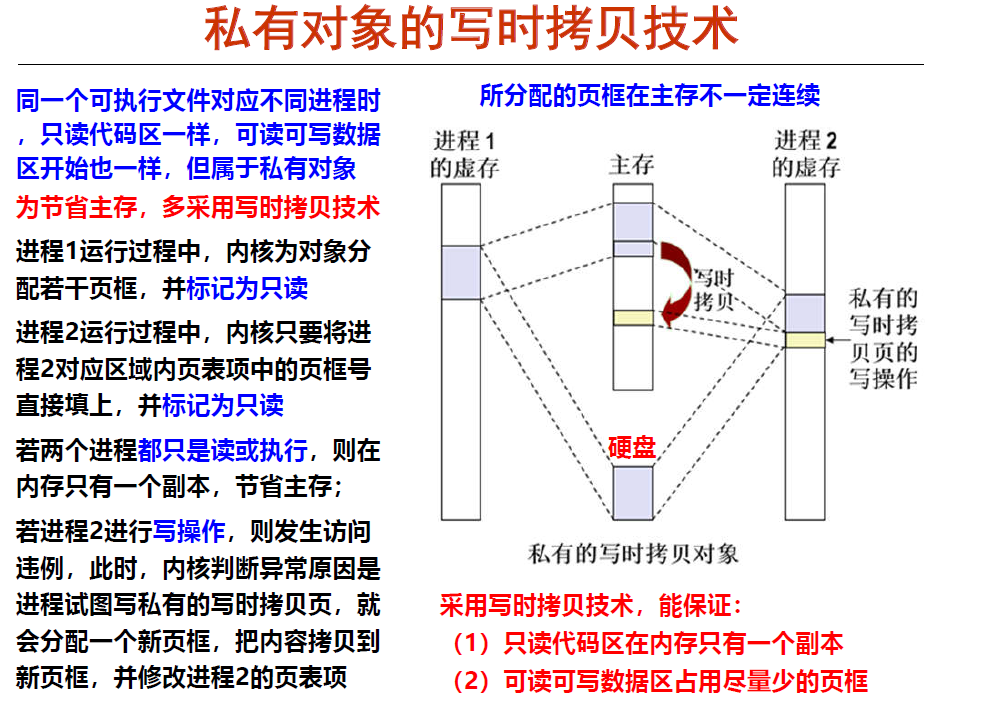 私有对象的写时拷贝技术
同一个可执行文件对应不同进程时
，只读代码区一样，可读可写数据
区开始也一样，但属于私有对象
为节省主存，多采用写时拷贝技术
进程1运行过程中，内核为对象分
配若干页框，并标记为只读
进程2运行过程中，内核只要将进
程2对应区域内页表项中的页框号
直接填上，并标记为只读
若两个进程都只是读或执行，则在
内存只有一个副本，节省主存；
若进程2进行写操作，则发生访问
违例，此时，内核判断异常原因是
进程试图写私有的写时拷贝页，就
会分配一个新页框，把内容拷贝到
新页框，并修改进程2的页表项
所分配的页框在主存不一定连续
进程 1
的虚存
主存
进程 2
的虚存
写时
拷贝
私有的
写时拷
贝页的
写操作
硬盘
私有的写时拷贝对象
采用写时拷贝技术，能保证：
（1）只读代码区在内存只有一个副本
（2）可读可写数据区占用尽量少的页框